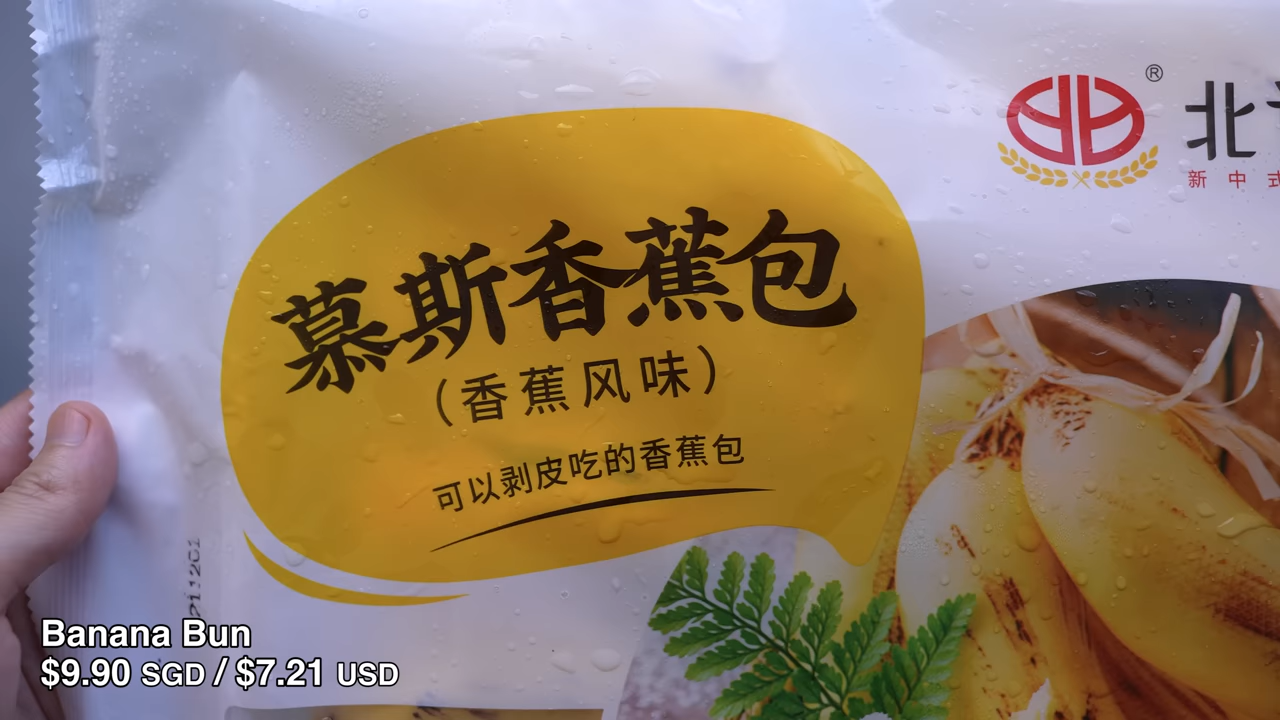 ®
北
新中式
慕斯香蕉包
（香蕉风味）
可以剥皮吃的香蕉包
Banana Bun
$9.90 SGD / $7.21 USD